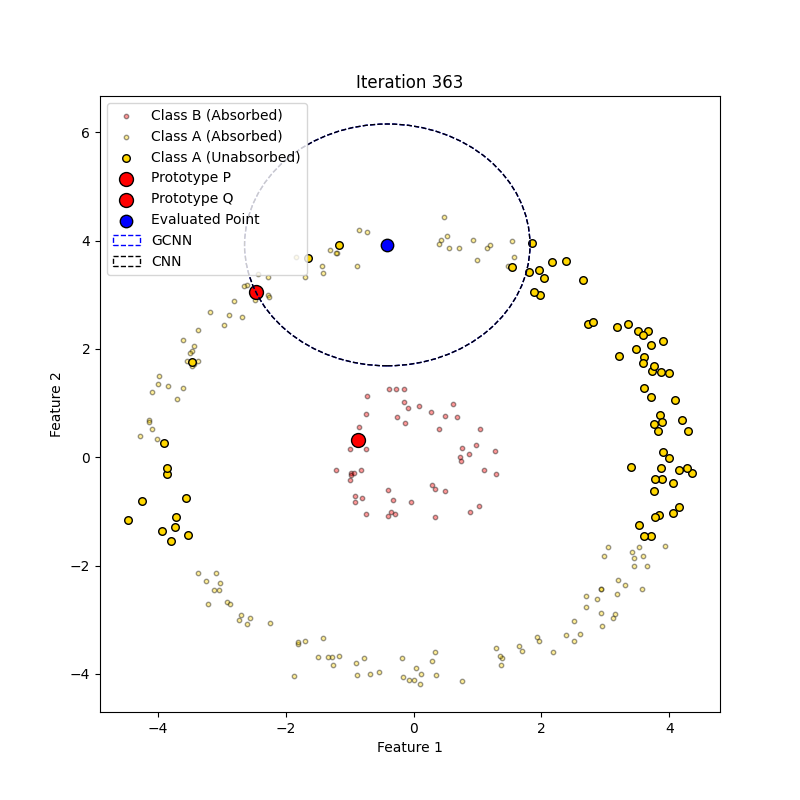 Iteration 363
Class B (Absorbed)
Class A (Absorbed)
Class A (Unabsorbed)
Prototype P
Prototype Q
Evaluated Point
GCNN
CNN
6
4
2
0
−2
−4
Feature 2
−4
−2
0
2
4
Feature 1